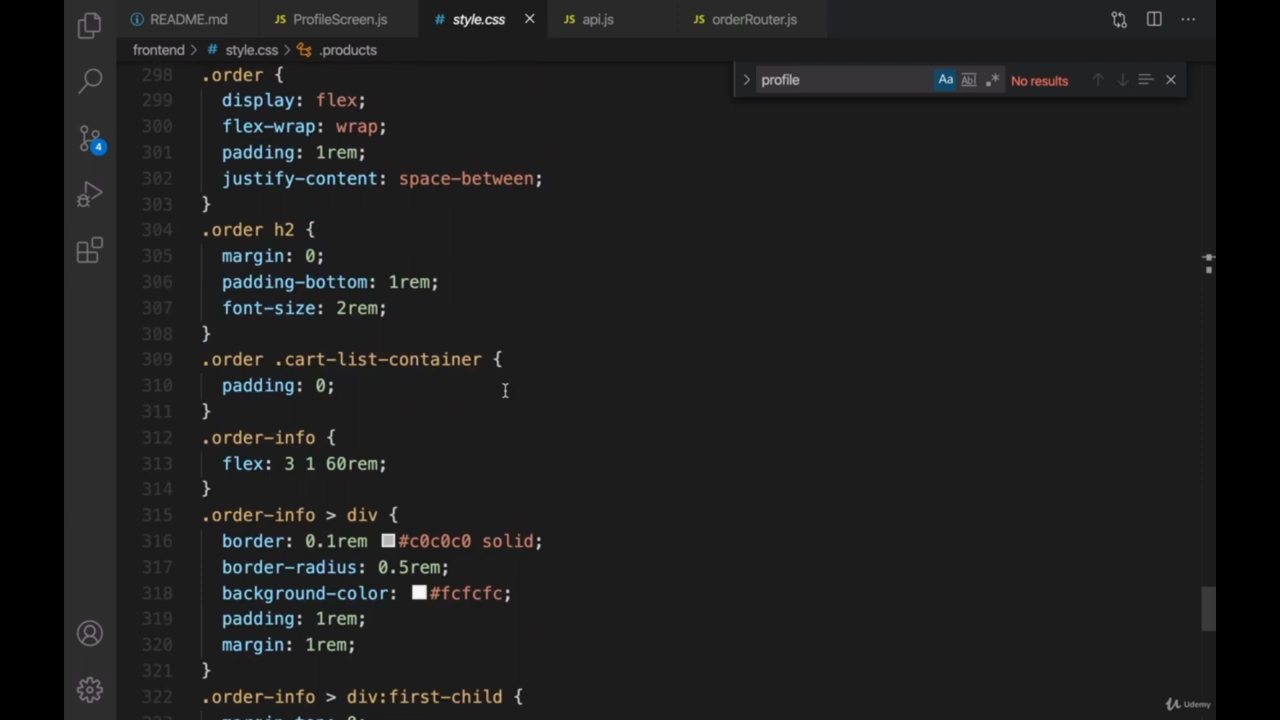 README.md JS ProfileScreen.js # style.css JS api.js JS orderRouter.js
frontend > # style.css > .products
profile Aa Abl .* No results
298 .order {
299 display: flex;
300 flex-wrap: wrap;
301 padding: 1rem;
302 justify-content: space-between;
303 }
304 .order h2 {
305 margin: 0;
306 padding-bottom: 1rem;
307 font-size: 2rem;
308 }
309 .order .cart-list-container {
310 padding: 0;
311 }
312 .order-info {
313 flex: 3 1 60rem;
314 }
315 .order-info > div {
316 border: 0.1rem #c0c0c0 solid;
317 border-radius: 0.5rem;
318 background-color: #fcfcfc;
319 padding: 1rem;
320 margin: 1rem;
321 }
322 .order-info > div:first-child {
4
Udemy